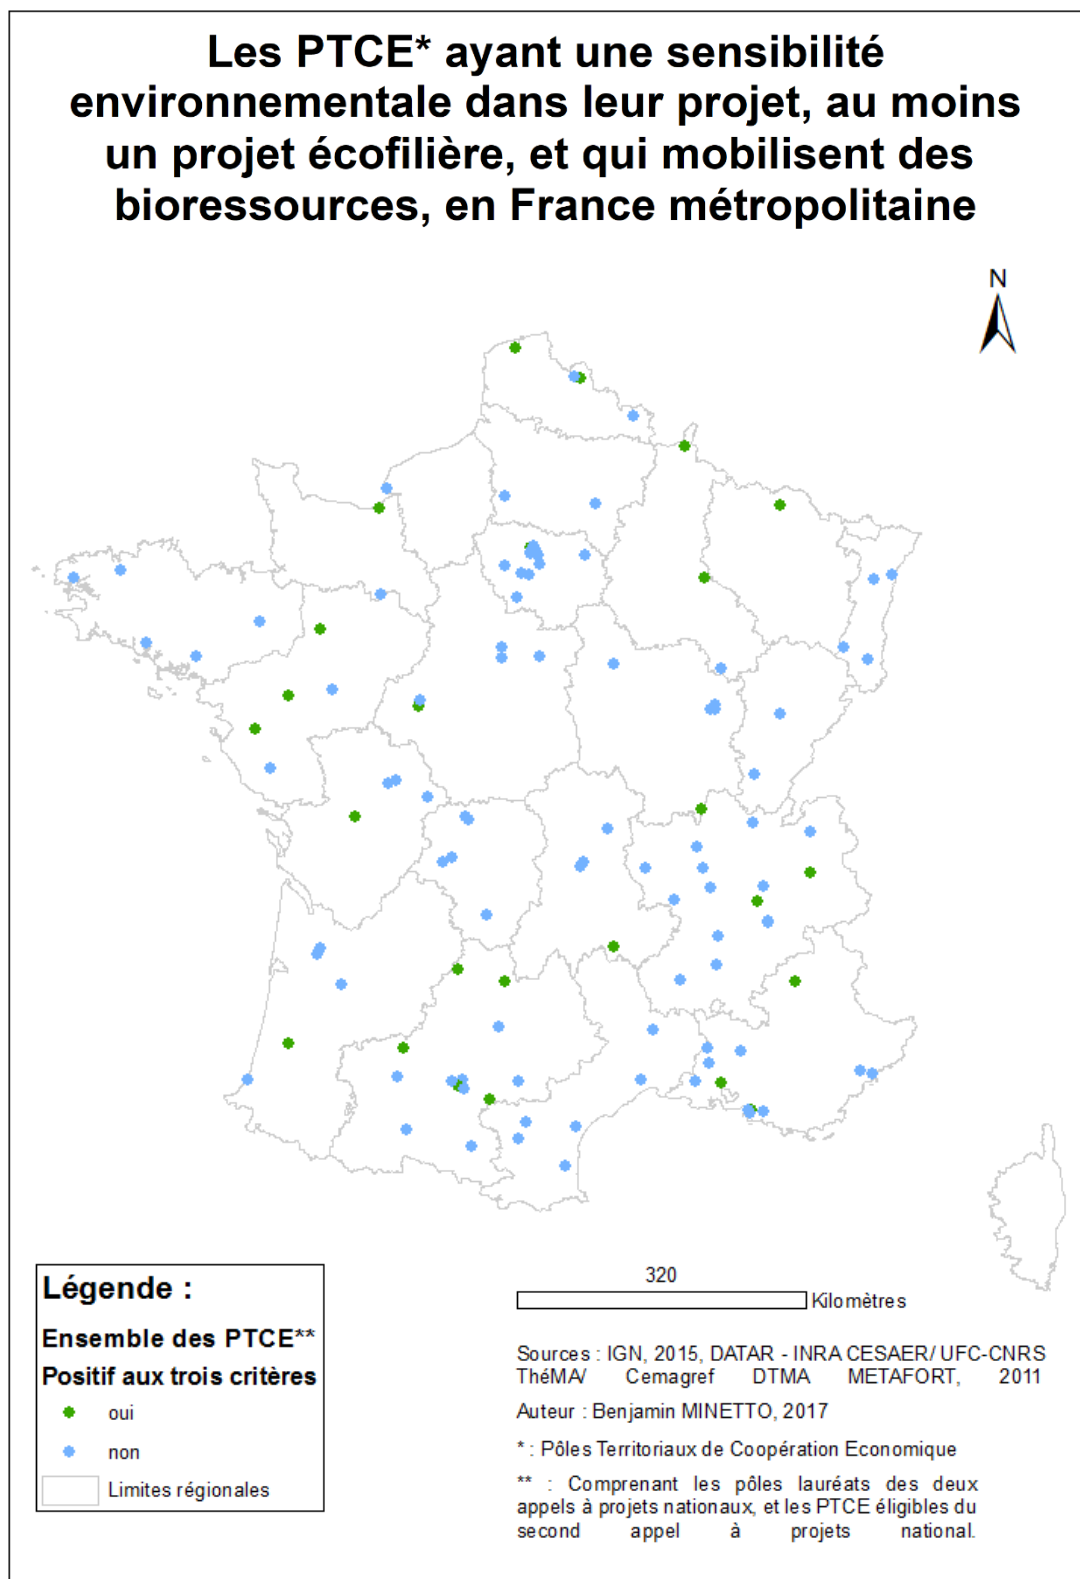 Les PTCE* ayant une sensibilité
environnementale dans leur projet, au moins
un projet écofilière, et qui mobilisent des
bioressources, en France métropolitaine
N
Légende :
Ensemble des PTCE**
Positif aux trois critères
oui
non
Limites régionales
320
Kilomètres
Sources : IGN, 2015, DATAR - INRA CESAER/ UFC-CNRS
ThéMA/ Cemagref DTMA METAFORT, 2011
Auteur : Benjamin MINETTO, 2017
* : Pôles Territoriaux de Coopération Economique
** : Comprenant les pôles lauréats des deux
appels à projets nationaux, et les PTCE éligibles du
second appel à projets national.